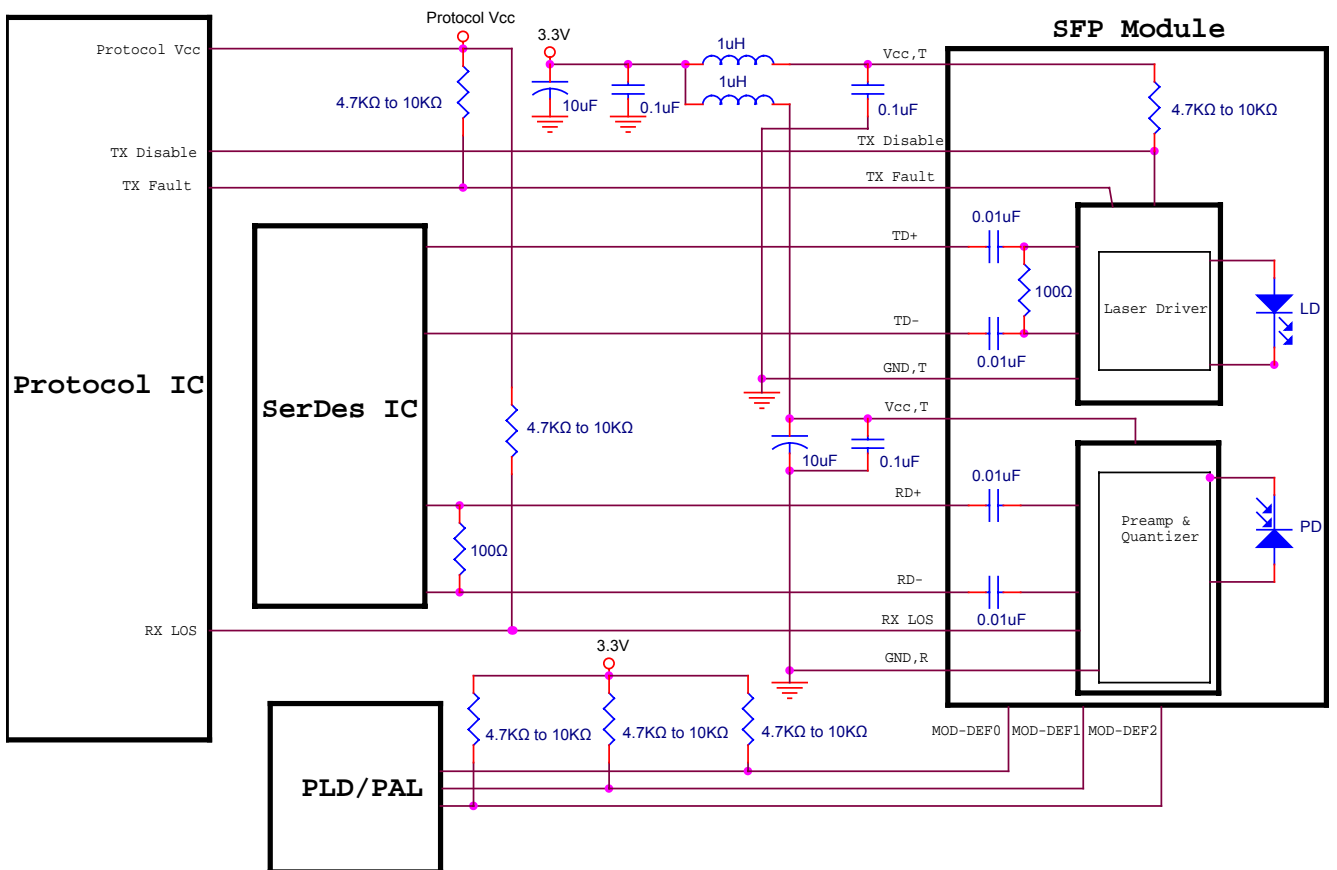 Protocol Vcc
SFP Module
3.3V
1uH
Vcc,T
Protocol Vcc
4.7KΩ to 10KΩ
10uF
0.1uF
1uH
0.1uF
4.7KΩ to 10KΩ
TX Disable
TX Disable
TX Fault
TX Fault
0.01uF
TD+
100Ω
Laser Driver
LD
TD-
0.01uF
GND,T
Protocol IC
SerDes IC
Vcc,T
4.7KΩ to 10KΩ
10uF
0.1uF
0.01uF
RD+
Preamp &
Quantizer
PD
100Ω
RD-
0.01uF
RX LOS
RX LOS
GND,R
3.3V
4.7KΩ to 10KΩ
4.7KΩ to 10KΩ
4.7KΩ to 10KΩ
MOD-DEF0
MOD-DEF1
MOD-DEF2
PLD/PAL